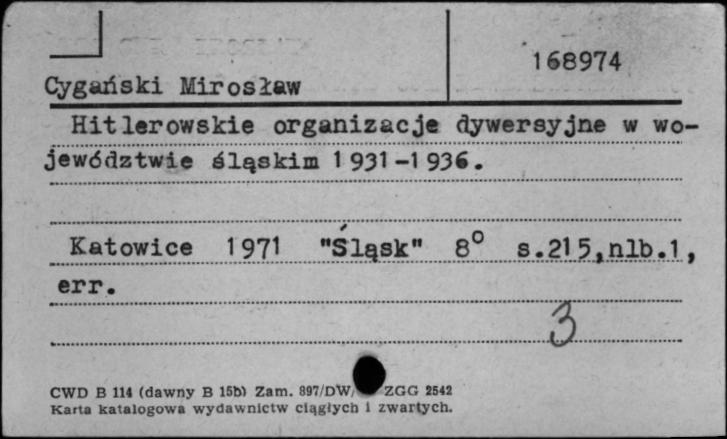 168974
Cygański Mirosław
Hitlerowskie organizacje dywersyjne w wo-
jewództwie śląskim 1931-1936.
Katowice 1971 "Śląsk" 8° s.215,nlb.1,
err.
3
CWD B 114 (dawny B 15b) Zam. 897/DW/ ZGG 2542
Karta katalogowa wydawnictw ciągłych i zwartych.